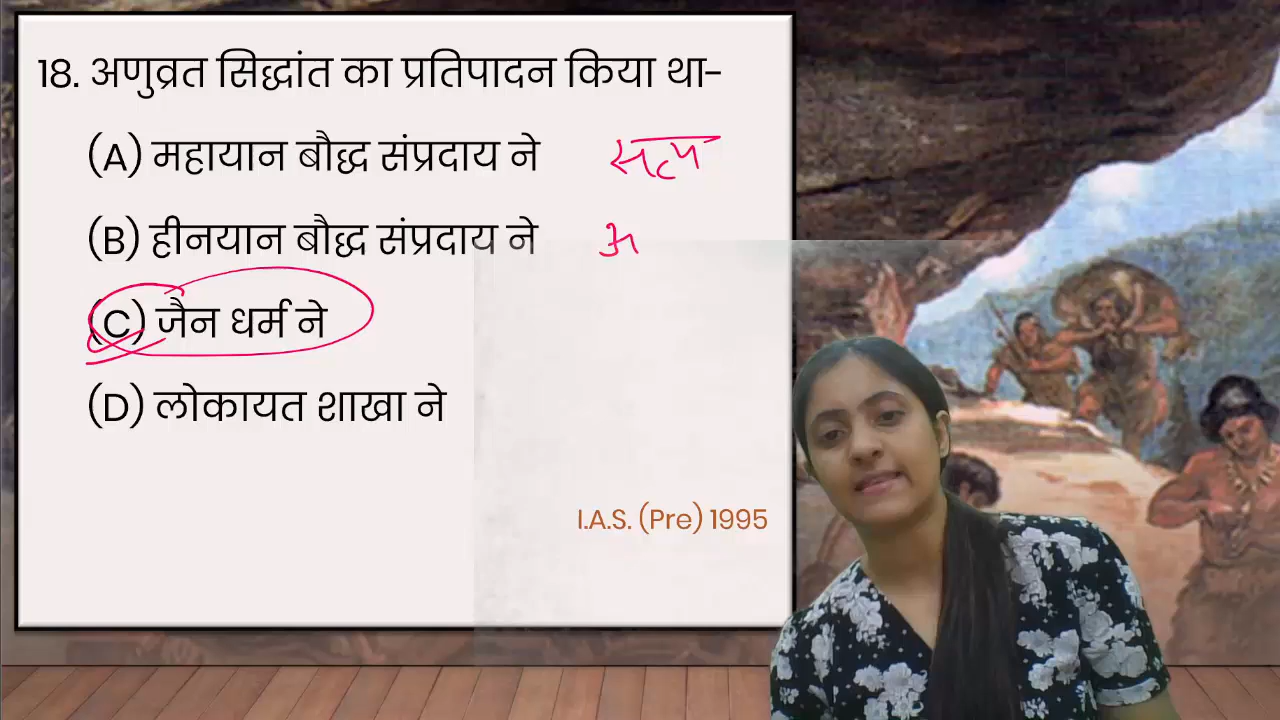 18. अणुव्रत सिद्धांत का प्रतिपादन किया था-
(A) महायान बौद्ध संप्रदाय ने
सत्य
(B) हीनयान बौद्ध संप्रदाय ने
अ
(C) जैन धर्म ने
(D) लोकायत शाखा ने
I.A.S. (Pre) 1995